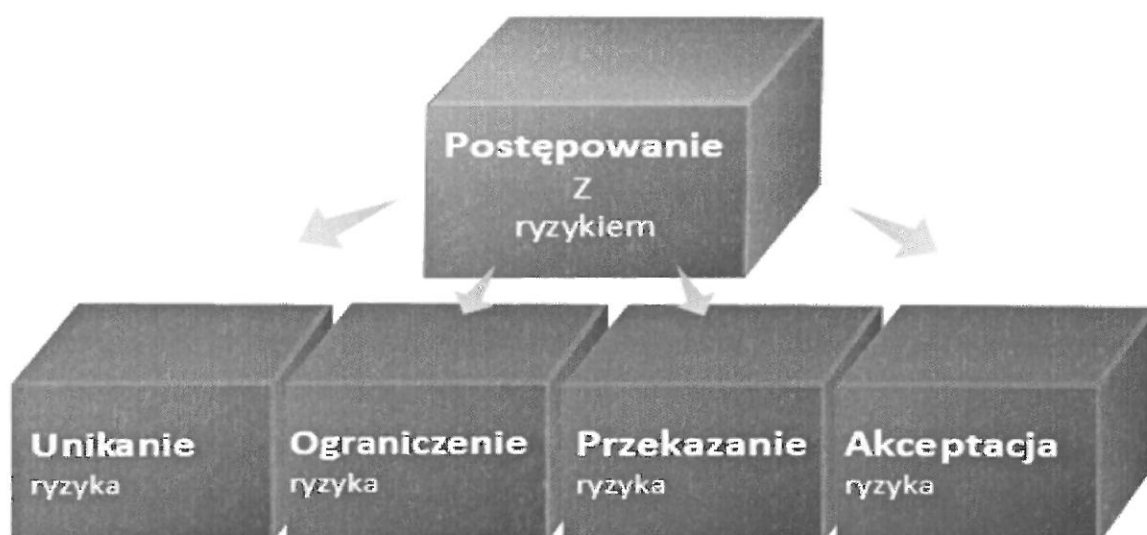 Postępowanie
Z
ryzykiem
Unikanie
ryzyka
Ograniczenie
ryzyka
Przekazanie
ryzyka
Akceptacja
ryzyka